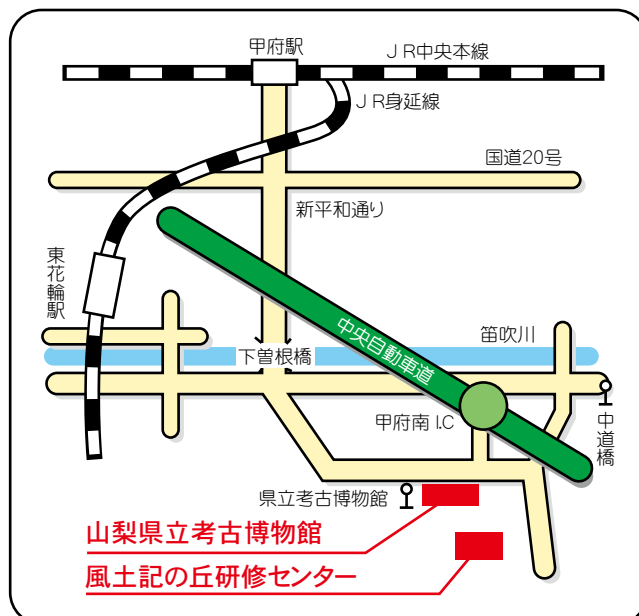 甲府駅
JR中央本線
JR身延線
国道20号
新平和通り
東花輪駅
中央自動車道
笛吹川
下曽根橋
甲府南I.C
中道橋
県立考古博物館
山梨県立考古博物館
風土記の丘研修センター